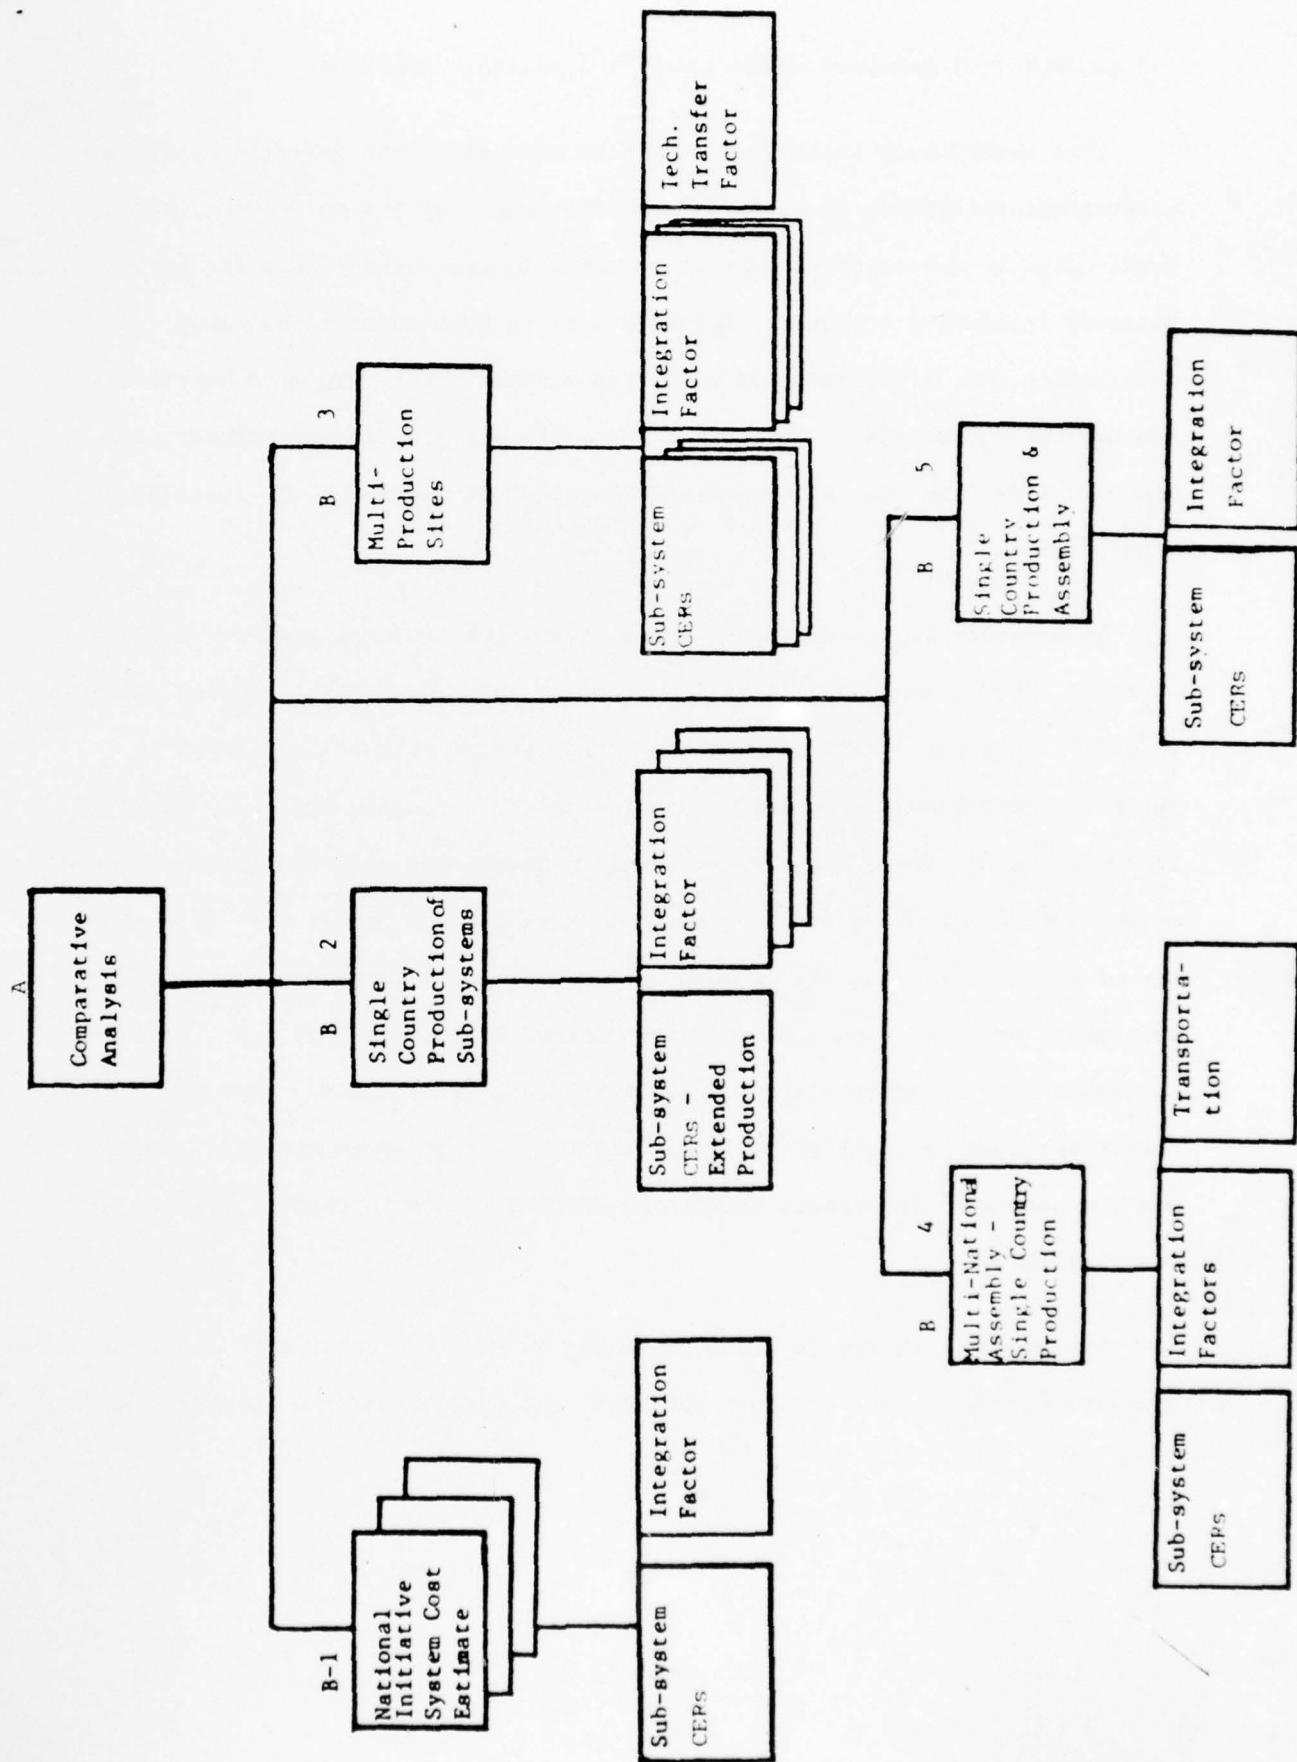 A
Comparative
Analysis
B-1
National
Initiative
System Cost
Estimate
Sub-system
CERs
Integration
Factor
B 2
Single
Country
Production of
Sub-systems
Sub-system
CERs -
Extended
Production
Integration
Factor
B 3
Multi-
Production
Sites
Sub-system
CERs
Integration
Factor
Tech.
Transfer
Factor
B 4
Multi-National
Assembly -
Single Country
Production
Sub-system
CERs
Integration
Factors
Transporta-
tion
B 5
Single
Country
Production &
Assembly
Sub-system
CERs
Integration
Factor